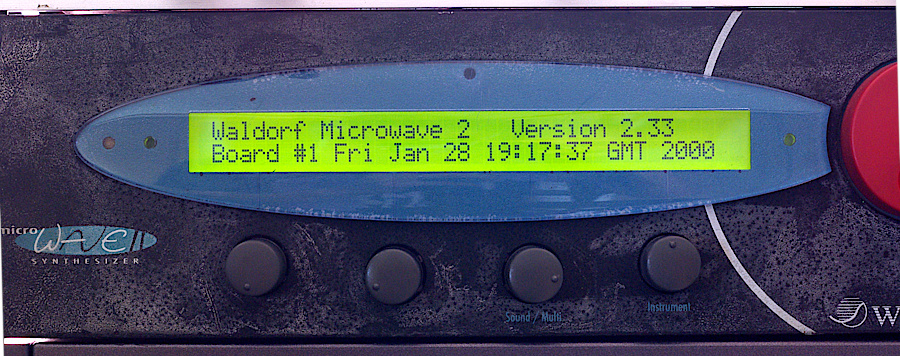 Waldorf Microwave 2 Version 2.33
Board #1 Fri Jan 28 19:17:37 GMT 2000
micro
WAVE II
SYNTHESIZER
Sound / Multi
Instrument
W